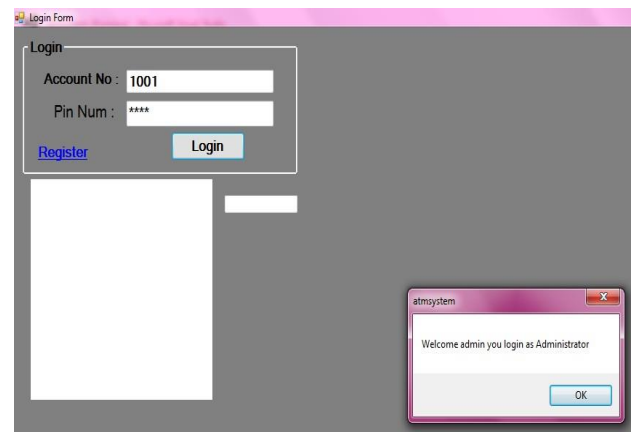 Login Form
Login
Account No : 1001
Pin Num : ****
Register
Login
atmsystem
Welcome admin you login as Administrator
OK